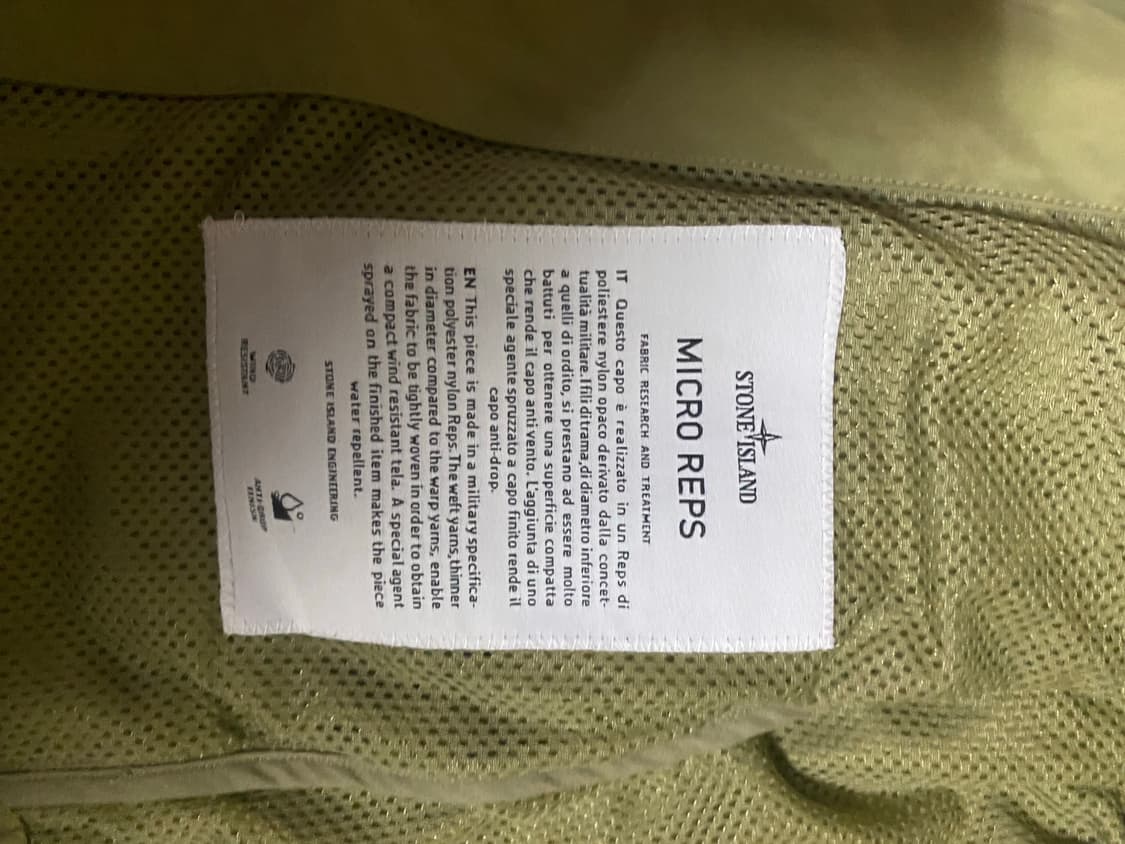 STONE ISLAND
MICRO REPS
FABRIC RESEARCH AND TREATMENT
IT Questo capo è realizzato in un Reps di
poliestere nylon opaco derivato dalla concet-
tualità militare. I fili di trama, di diametro inferiore
a quelli di ordito, si prestano ad essere molto
battuti per ottenere una superficie compatta
che rende il capo antivento. L'aggiunta di uno
speciale agente spruzzato a capo finito rende il
capo anti-drop.
EN This piece is made in a military specifica-
tion polyester nylon Reps. The weft yarns, thinner
in diameter compared to the warp yarns, enable
the fabric to be tightly woven in order to obtain
a compact wind resistant tela. A special agent
sprayed on the finished item makes the piece
water repellent.
STONE ISLAND ENGINEERING
WIND
RESISTANT
ANTI-DROP
FINISH